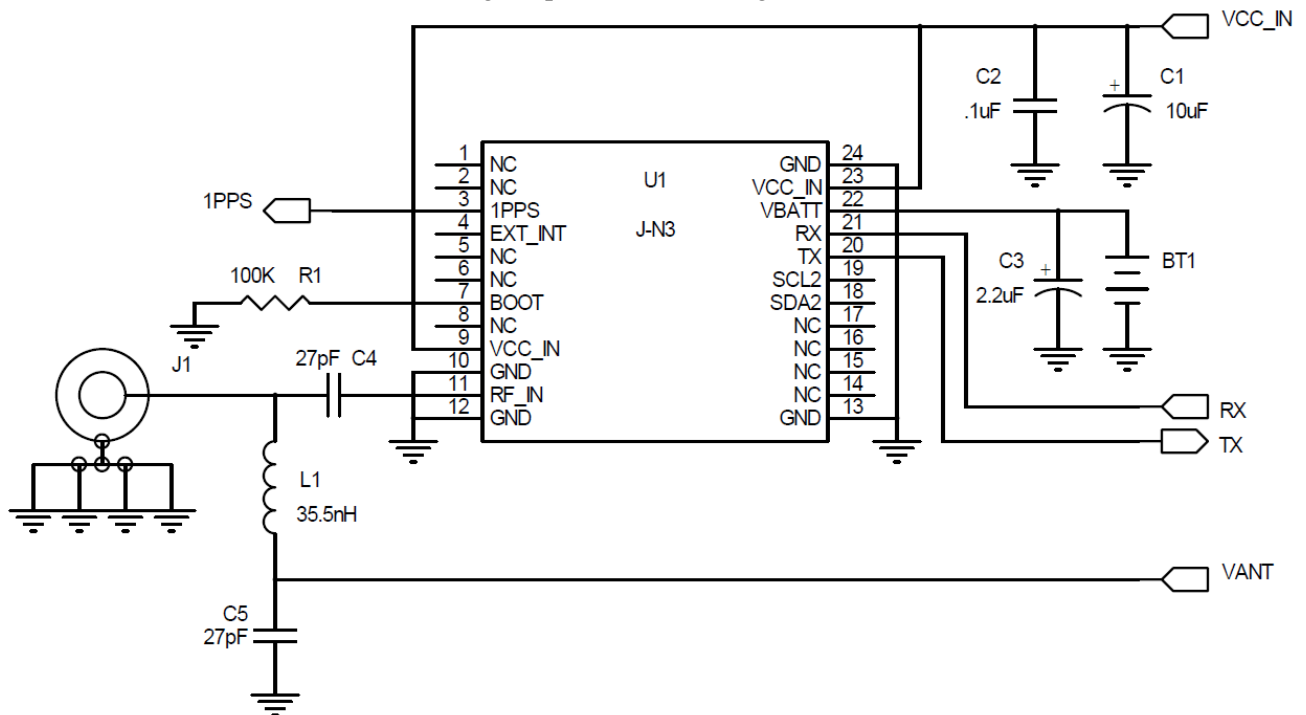 VCC_IN
C2
.1uF
C1
10uF
U1
J-N3
1 NC
2 NC
3 1PPS
4 EXT_INT
5 NC
6 NC
7 BOOT
8 NC
9 VCC_IN
10 GND
11 RF_IN
12 GND
GND 24
VCC_IN 23
VBATT 22
RX 21
TX 20
SCL2 19
SDA2 18
NC 17
NC 16
NC 15
NC 14
GND 13
1PPS
100K R1
J1
27pF C4
C3
2.2uF
BT1
RX
TX
L1
35.5nH
VANT
C5
27pF